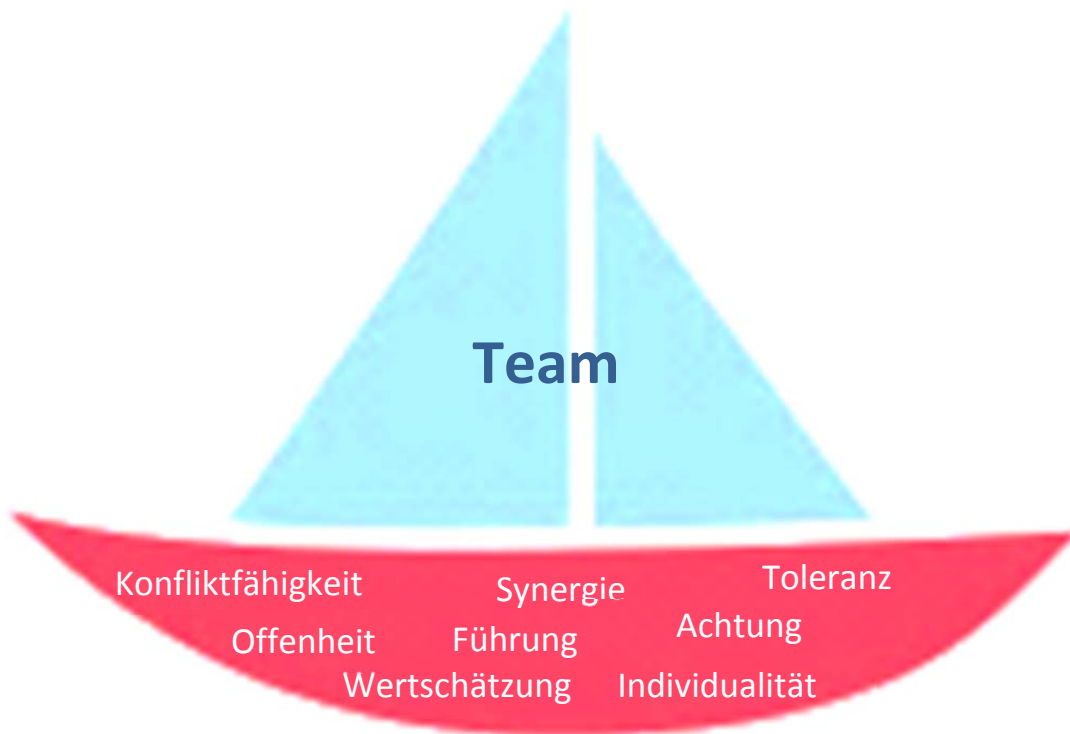 Team
Konfliktfähigkeit
Synergie
Toleranz
Offenheit
Führung
Achtung
Wertschätzung
Individualität